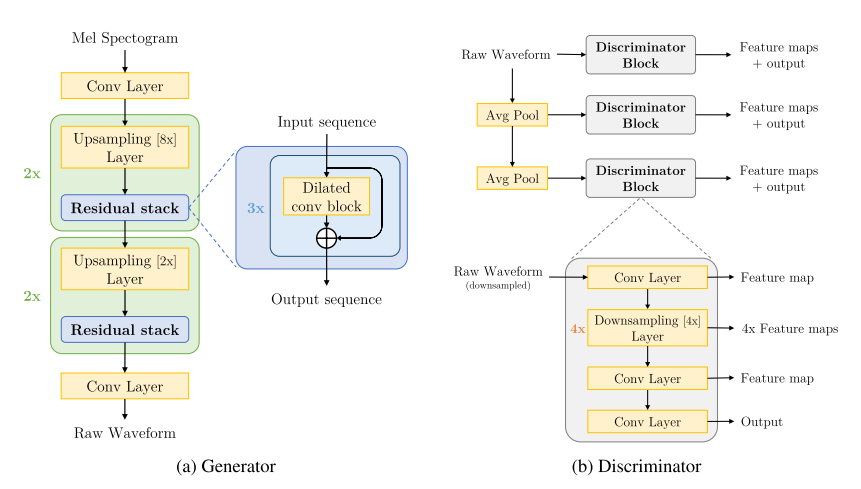 Mel Spectogram
Conv Layer
2x
Upsampling [8x]
Layer
Residual stack
2x
Upsampling [2x]
Layer
Residual stack
Conv Layer
Raw Waveform
Input sequence
3x
Dilated
conv block
Output sequence
(a) Generator
Raw Waveform
Discriminator
Block
Feature maps
+ output
Avg Pool
Discriminator
Block
Feature maps
+ output
Avg Pool
Discriminator
Block
Feature maps
+ output
Raw Waveform
(downsampled)
Conv Layer
Feature map
4x
Downsampling [4x]
Layer
4x Feature maps
Conv Layer
Feature map
Conv Layer
Output
(b) Discriminator